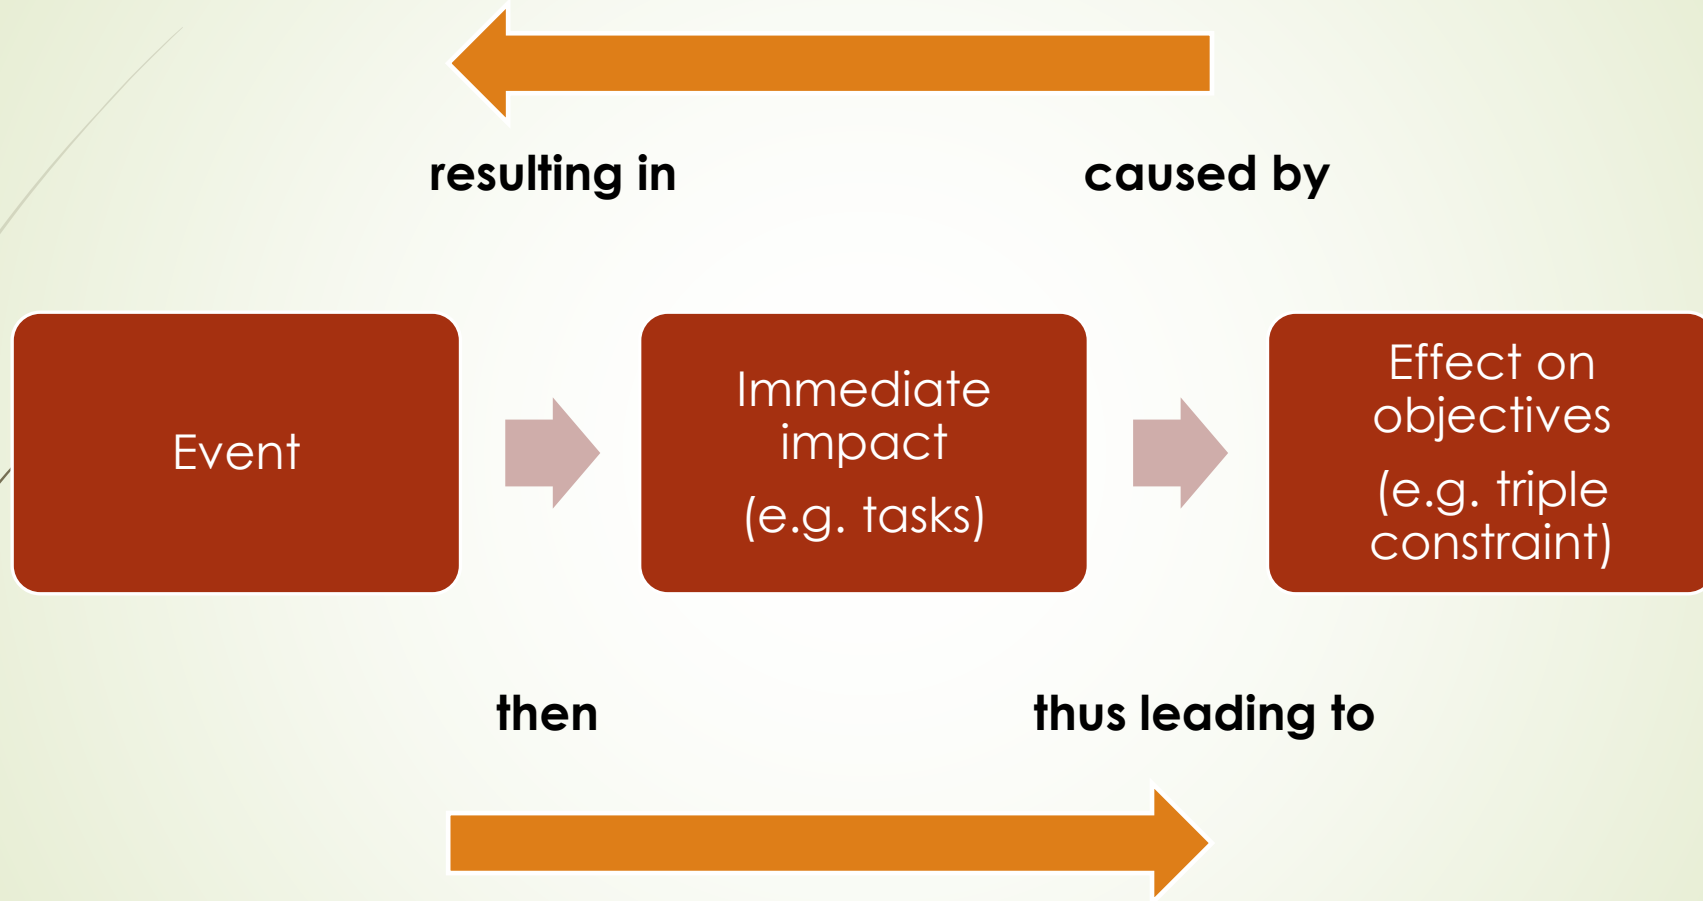 resulting in
caused by
Event
Immediate
impact
(e.g. tasks)
Effect on
objectives
(e.g. triple
constraint)
then
thus leading to